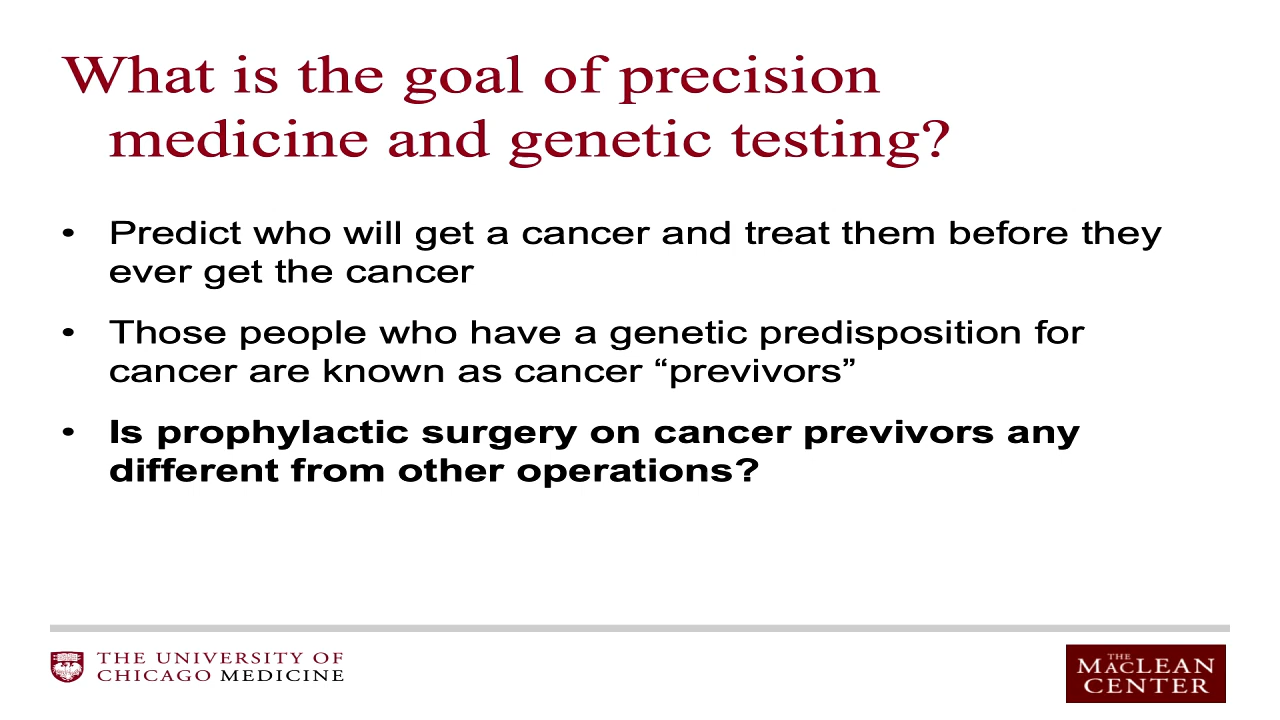 What is the goal of precision
medicine and genetic testing?
• Predict who will get a cancer and treat them before they
ever get the cancer
• Those people who have a genetic predisposition for
cancer are known as cancer “previvors”
• Is prophylactic surgery on cancer previvors any
different from other operations?
THE UNIVERSITY OF
CHICAGO MEDICINE
THE
MACLEAN
CENTER